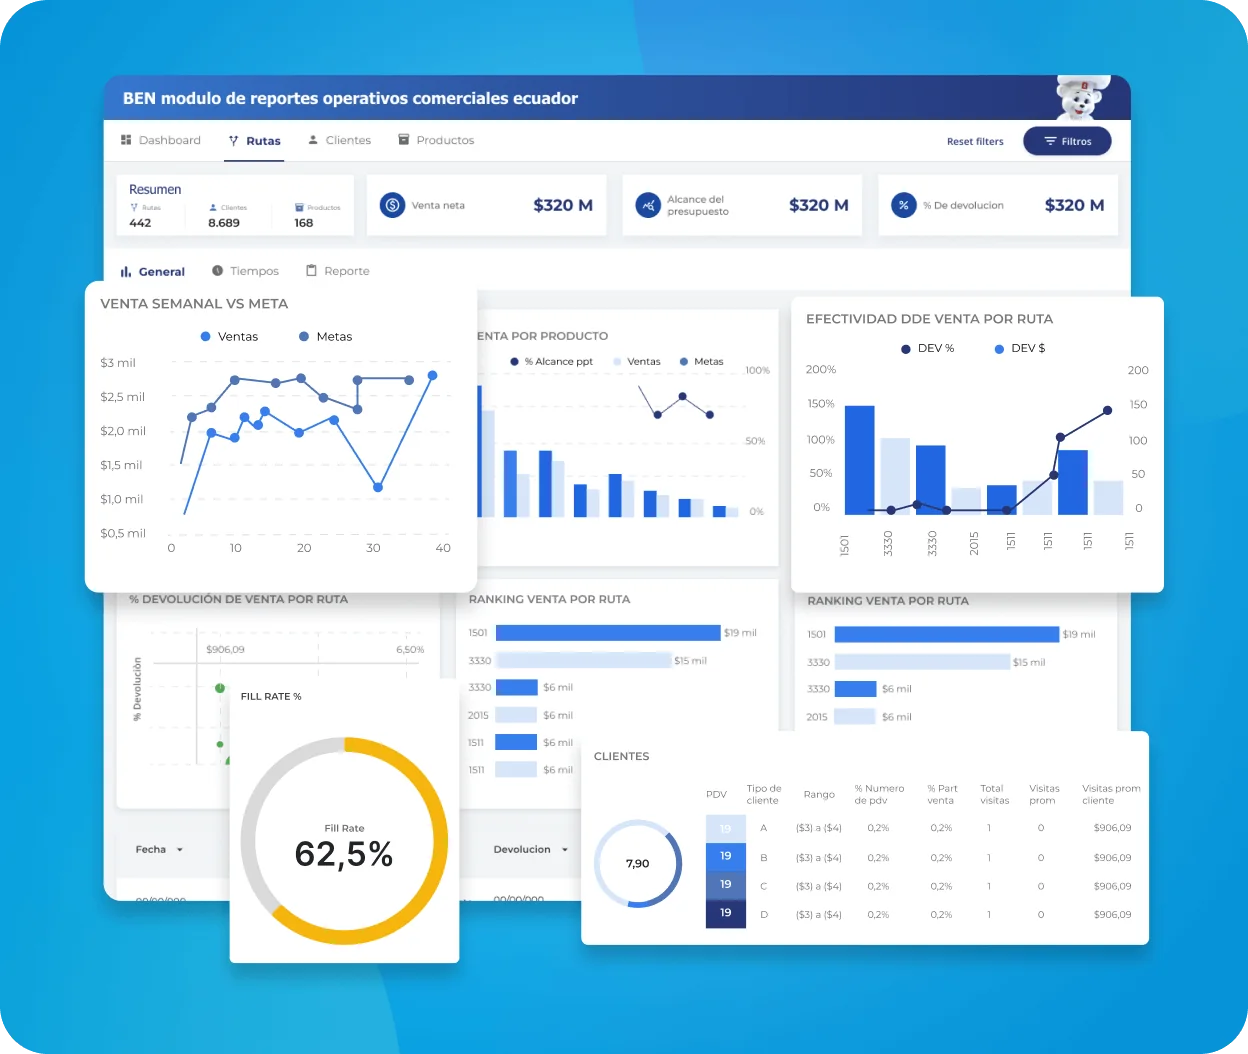 BEN modulo de reportes operativos comerciales ecuador
Dashboard
Rutas
Clientes
Productos
Reset filters
Filtros
Resumen
Rutas
442
Clientes
8.689
Productos
168
Venta neta
$320 M
Alcance del
presupuesto
$320 M
% De devolucion
$320 M
General
Tiempos
Reporte
VENTA SEMANAL VS META
Ventas
Metas
$3 mil
$2,5 mil
$2,0 mil
$1,5 mil
$1,0 mil
$0,5 mil
0
10
20
30
40
ENTA POR PRODUCTO
% Alcance ppt
Ventas
Metas
100%
50%
0%
EFECTIVIDAD DDE VENTA POR RUTA
DEV %
DEV $
200%
150%
100%
50%
0%
200
150
100
50
0
1501
3330
3330
2015
1511
1511
1511
1511
% DEVOLUCIÓN DE VENTA POR RUTA
$906,09
6,50%
% Devolución
RANKING VENTA POR RUTA
1501
$19 mil
3330
$15 mil
3330
$6 mil
2015
$6 mil
1511
$6 mil
1511
$6 mil
RANKING VENTA POR RUTA
1501
$19 mil
3330
$15 mil
3330
$6 mil
2015
$6 mil
Fecha
Devolucion
00/00/000
00/00/000
FILL RATE %
Fill Rate
62,5%
CLIENTES
7,90
PDV
Tipo de
cliente
Rango
% Numero
de pdv
% Part
venta
Total
visitas
Visitas
prom
Visitas prom
cliente
19 A ($3) a ($4) 0,2% 0,2% 1 0 $906,09
19 B ($3) a ($4) 0,2% 0,2% 1 0 $906,09
19 C ($3) a ($4) 0,2% 0,2% 1 0 $906,09
19 D ($3) a ($4) 0,2% 0,2% 1 0 $906,09